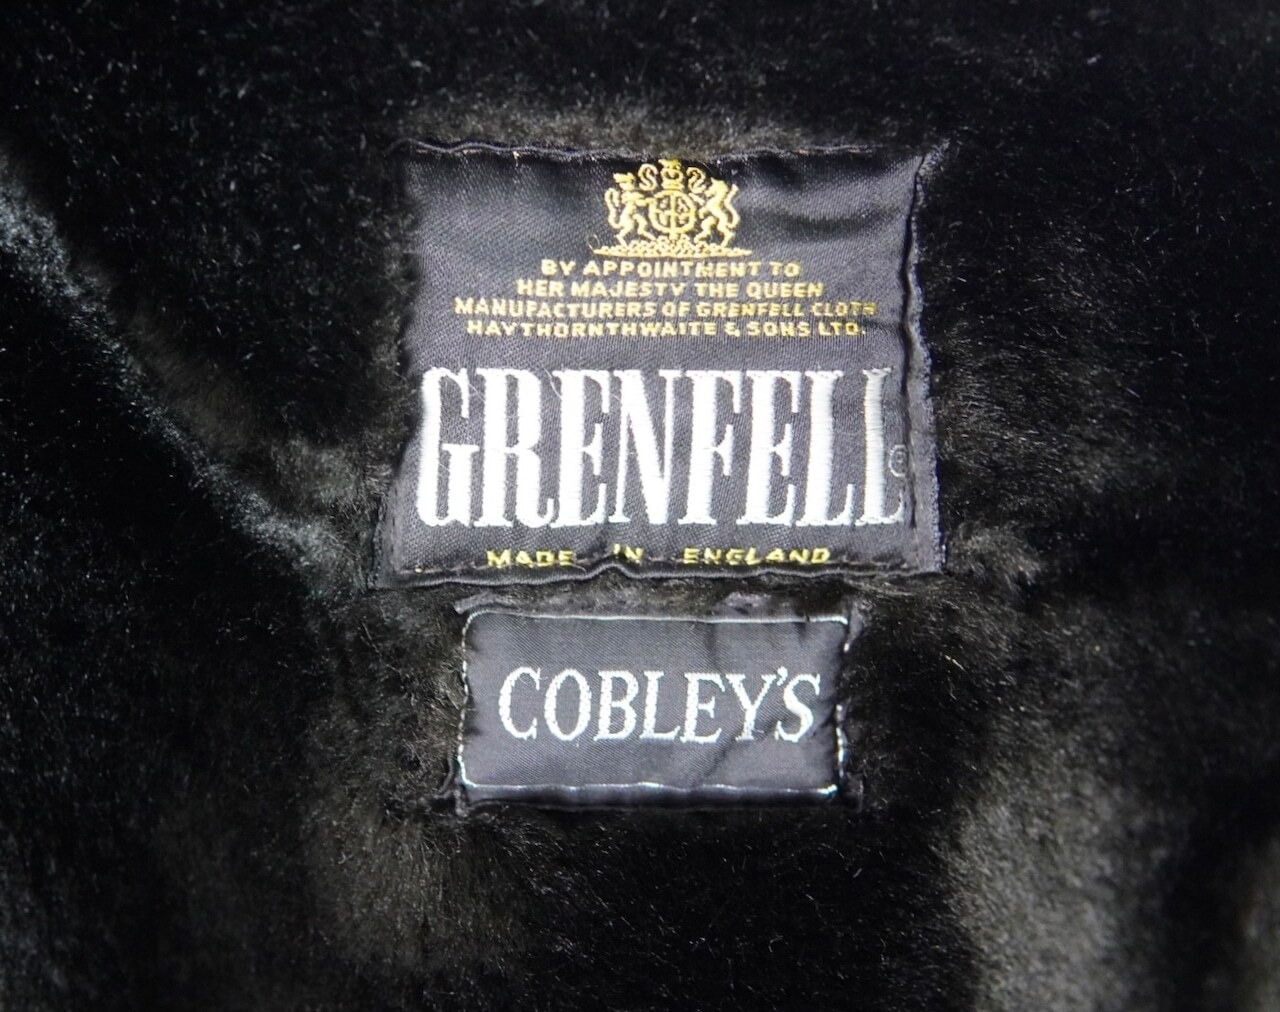 BY APPOINTMENT TO
HER MAJESTY THE QUEEN
MANUFACTURERS OF GRENFELL CLOTH
HAYTHORNTHWAITE & SONS LTD.
GRENFELL®
MADE IN ENGLAND
COBLEY'S